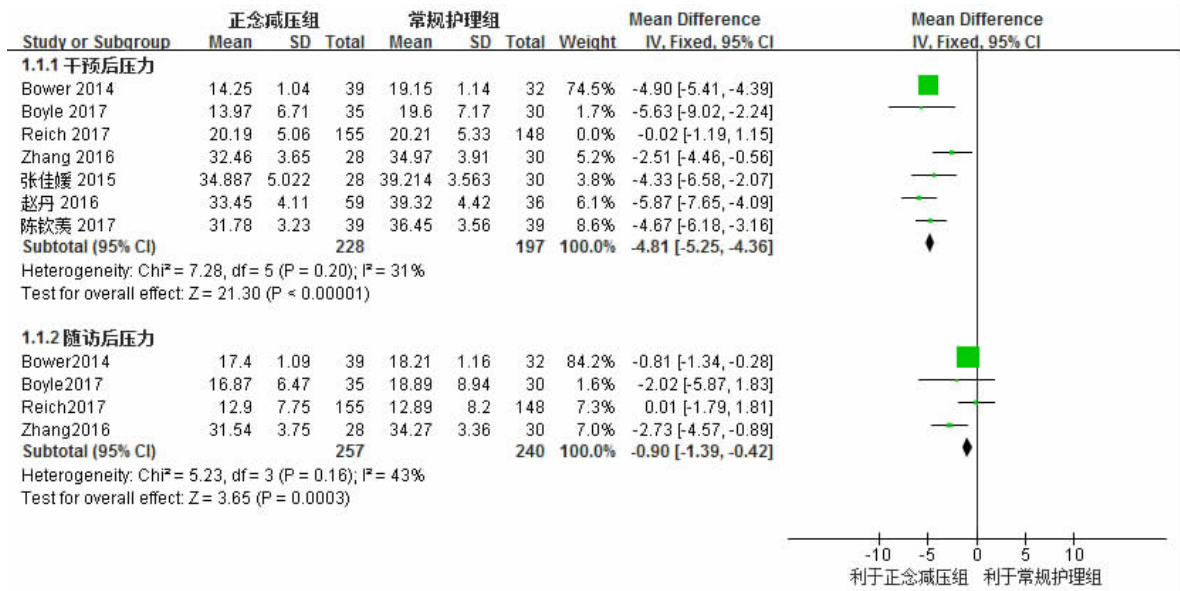 正念减压组 常规护理组 Mean Difference Mean Difference
Study or Subgroup Mean SD Total Mean SD Total Weight IV, Fixed, 95% CI IV, Fixed, 95% CI
1.1.1 干预后压力
Bower 2014 14.25 1.04 39 19.15 1.14 32 74.5% -4.90 [-5.41, -4.39]
Boyle 2017 13.97 6.71 35 19.6 7.17 30 1.7% -5.63 [-9.02, -2.24]
Reich 2017 20.19 5.06 155 20.21 5.33 148 0.0% -0.02 [-1.19, 1.15]
Zhang 2016 32.46 3.65 28 34.97 3.91 30 5.2% -2.51 [-4.46, -0.56]
张佳媛 2015 34.887 5.022 28 39.214 3.563 30 3.8% -4.33 [-6.58, -2.07]
赵丹 2016 33.45 4.11 59 39.32 4.42 36 6.1% -5.87 [-7.65, -4.09]
陈钦羡 2017 31.78 3.23 39 36.45 3.56 39 8.6% -4.67 [-6.18, -3.16]
Subtotal (95% CI) 228 197 100.0% -4.81 [-5.25, -4.36]
Heterogeneity: Chi² = 7.28, df = 5 (P = 0.20); I² = 31%
Test for overall effect: Z = 21.30 (P < 0.00001)
1.1.2 随访后压力
Bower2014 17.4 1.09 39 18.21 1.16 32 84.2% -0.81 [-1.34, -0.28]
Boyle2017 16.87 6.47 35 18.89 8.94 30 1.6% -2.02 [-5.87, 1.83]
Reich2017 12.9 7.75 155 12.89 8.2 148 7.3% 0.01 [-1.79, 1.81]
Zhang2016 31.54 3.75 28 34.27 3.36 30 7.0% -2.73 [-4.57, -0.89]
Subtotal (95% CI) 257 240 100.0% -0.90 [-1.39, -0.42]
Heterogeneity: Chi² = 5.23, df = 3 (P = 0.16); I² = 43%
Test for overall effect: Z = 3.65 (P = 0.0003)
-10 -5 0 5 10
利于正念减压组 利于常规护理组